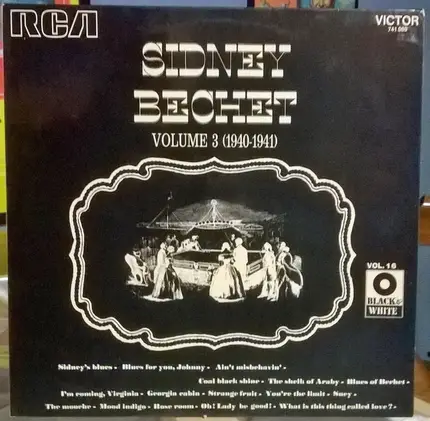 RCA
VICTOR
741 089
SIDNEY
BECHET
VOLUME 3 (1940-1941)
VOL. 16
BLACK &
WHITE
Sidney's blues - Blues for you, Johnny - Ain't misbehavin' -
Coal black shine - The sheik of Araby - Blues of Bechet -
I'm coming, Virginia - Georgia cabin - Strange fruit - You're the limit - Suey -
The mouche - Mood indigo - Rose room - Oh! Lady be good! - What is this thing called love? -